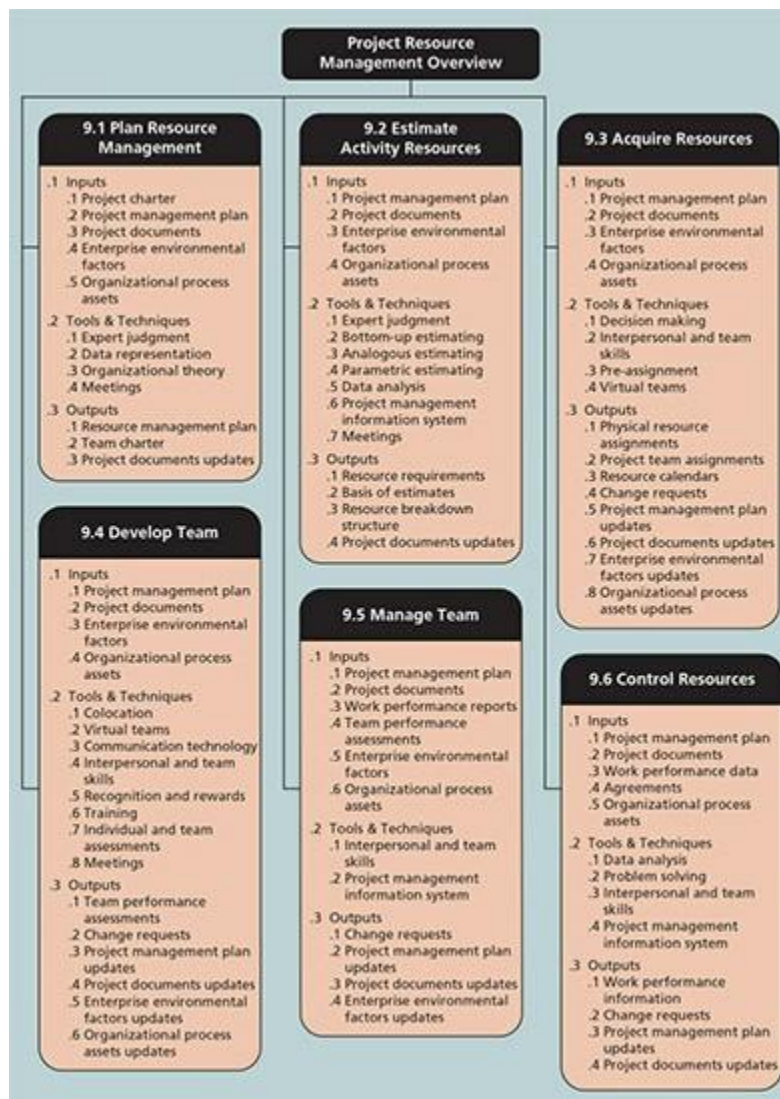 Project Resource
Management Overview
9.1 Plan Resource
Management
.1 Inputs
.1 Project charter
.2 Project management plan
.3 Project documents
.4 Enterprise environmental
factors
.5 Organizational process
assets
.2 Tools & Techniques
.1 Expert judgment
.2 Data representation
.3 Organizational theory
.4 Meetings
.3 Outputs
.1 Resource management plan
.2 Team charter
.3 Project documents updates
9.2 Estimate
Activity Resources
.1 Inputs
.1 Project management plan
.2 Project documents
.3 Enterprise environmental
factors
.4 Organizational process
assets
.2 Tools & Techniques
.1 Expert judgment
.2 Bottom-up estimating
.3 Analogous estimating
.4 Parametric estimating
.5 Data analysis
.6 Project management
information system
.7 Meetings
.3 Outputs
.1 Resource requirements
.2 Basis of estimates
.3 Resource breakdown
structure
.4 Project documents updates
9.3 Acquire Resources
.1 Inputs
.1 Project management plan
.2 Project documents
.3 Enterprise environmental
factors
.4 Organizational process
assets
.2 Tools & Techniques
.1 Decision making
.2 Interpersonal and team
skills
.3 Pre-assignment
.4 Virtual teams
.3 Outputs
.1 Physical resource
assignments
.2 Project team assignments
.3 Resource calendars
.4 Change requests
.5 Project management plan
updates
.6 Project documents updates
.7 Enterprise environmental
factors updates
.8 Organizational process
assets updates
9.4 Develop Team
.1 Inputs
.1 Project management plan
.2 Project documents
.3 Enterprise environmental
factors
.4 Organizational process
assets
.2 Tools & Techniques
.1 Colocation
.2 Virtual teams
.3 Communication technology
.4 Interpersonal and team
skills
.5 Recognition and rewards
.6 Training
.7 Individual and team
assessments
.8 Meetings
.3 Outputs
.1 Team performance
assessments
.2 Change requests
.3 Project management plan
updates
.4 Project documents updates
.5 Enterprise environmental
factors updates
.6 Organizational process
assets updates
9.5 Manage Team
.1 Inputs
.1 Project management plan
.2 Project documents
.3 Work performance reports
.4 Team performance
assessments
.5 Enterprise environmental
factors
.6 Organizational process
assets
.2 Tools & Techniques
.1 Interpersonal and team
skills
.2 Project management
information system
.3 Outputs
.1 Change requests
.2 Project management plan
updates
.3 Project documents updates
.4 Enterprise environmental
factors updates
9.6 Control Resources
.1 Inputs
.1 Project management plan
.2 Project documents
.3 Work performance data
.4 Agreements
.5 Organizational process
assets
.2 Tools & Techniques
.1 Data analysis
.2 Problem solving
.3 Interpersonal and team
skills
.4 Project management
information system
.3 Outputs
.1 Work performance
information
.2 Change requests
.3 Project management plan
updates
.4 Project documents updates